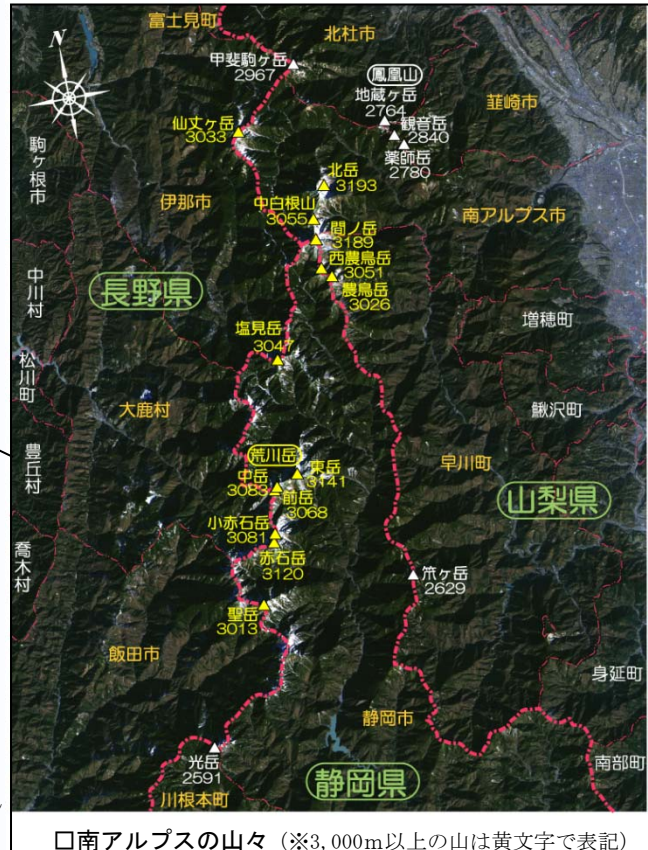 富士見町
北杜市
N
甲斐駒ヶ岳
2967
鳳凰山
地蔵ヶ岳
2764
韮崎市
観音岳
2840
薬師岳
2780
仙丈ヶ岳
3033
駒ヶ根市
北岳
3193
伊那市
中白根山
3055
南アルプス市
間ノ岳
3189
西農鳥岳
3051
農鳥岳
3026
中川村
長野県
増穂町
塩見岳
3047
松川町
大鹿村
鰍沢町
豊丘村
荒川岳
早川町
東岳
3141
中岳
3083
前岳
3068
山梨県
小赤石岳
3081
赤石岳
3120
喬木村
笊ヶ岳
2629
聖岳
3013
飯田市
身延町
静岡市
光岳
2591
静岡県
南部町
川根本町
□南アルプスの山々（※3,000m以上の山は黄文字で表記）